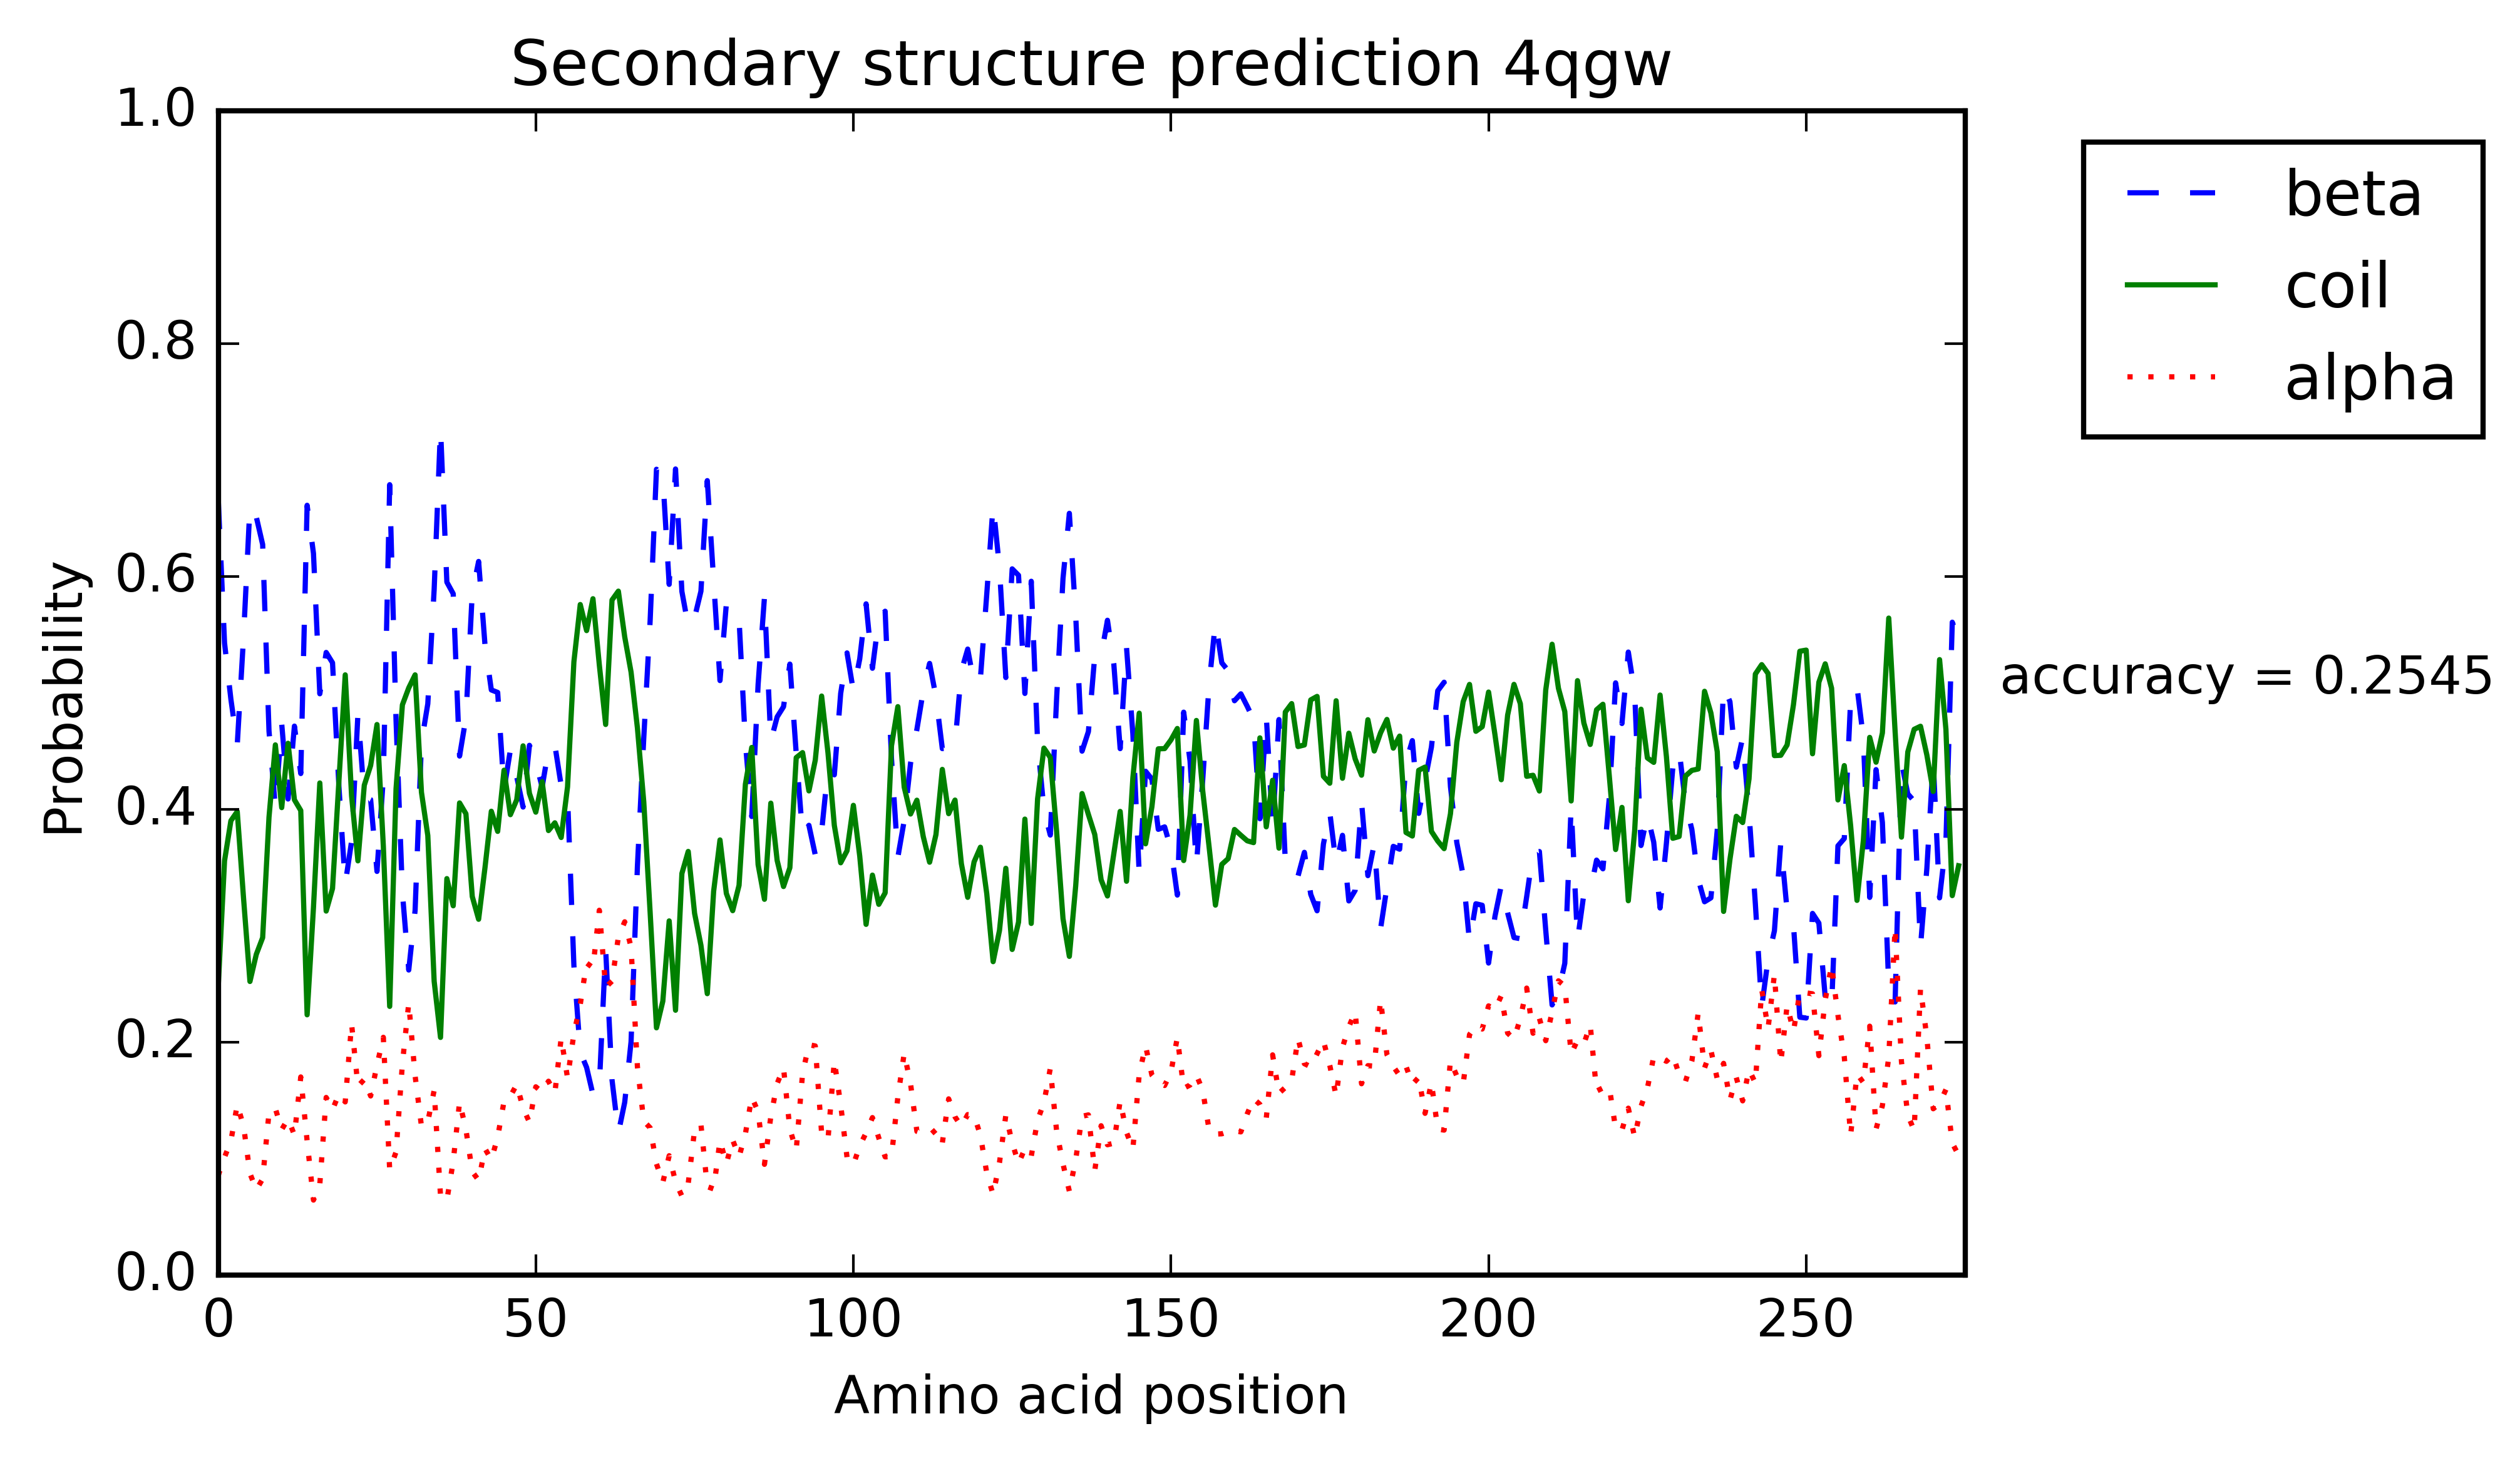 Secondary structure prediction 4qgw
1.0
0.8
0.6
0.4
0.2
0.0
Probability
0 50 100 150 200 250
Amino acid position
beta
coil
alpha
accuracy = 0.2545